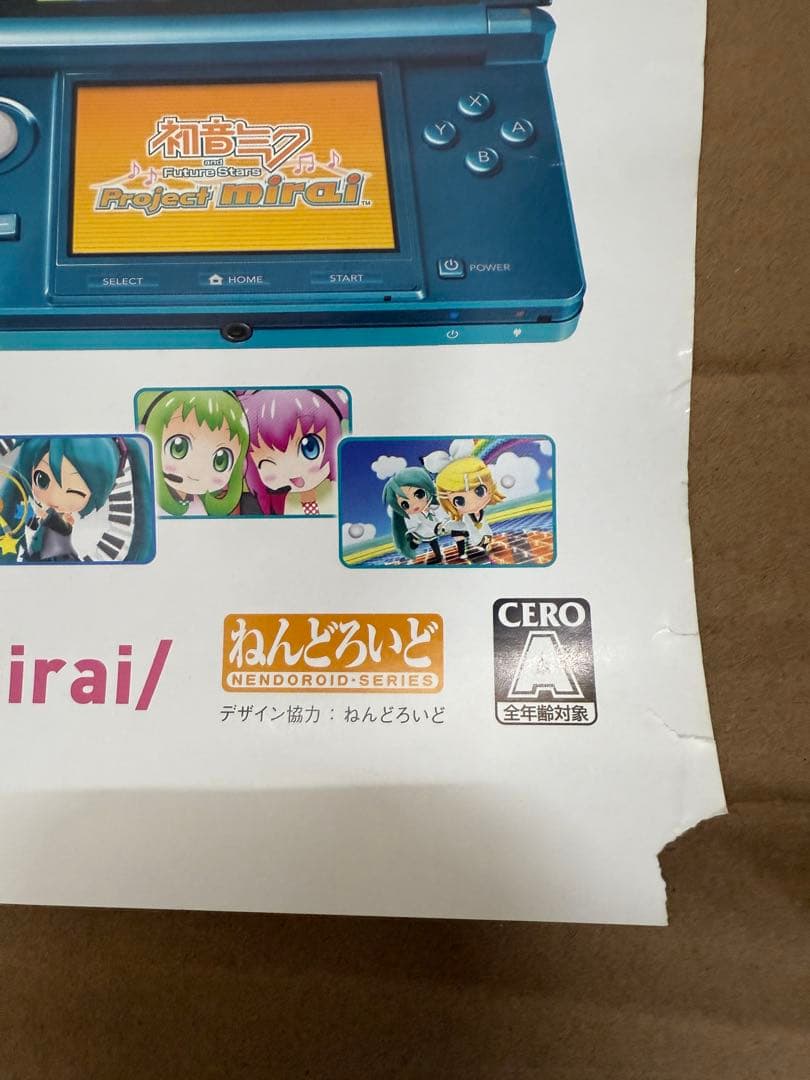 初音ミク
and
Future Stars
Project mirai™
X
Y
A
B
SELECT
HOME
START
POWER
irai/
ねんどろいど
NENDOROID・SERIES
デザイン協力：ねんどろいど
CERO
A
全年齢対象